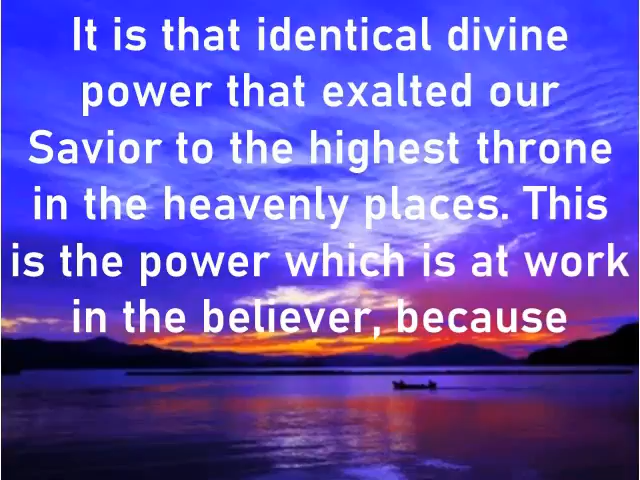 It is that identical divine
power that exalted our
Savior to the highest throne
in the heavenly places. This
is the power which is at work
in the believer, because